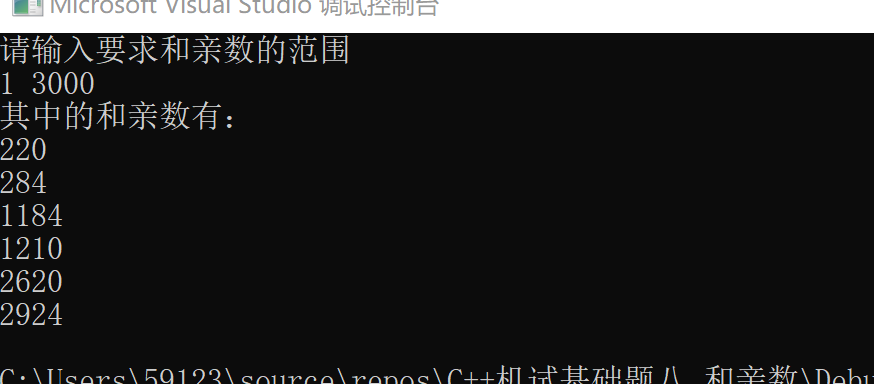 Microsoft Visual Studio 调试控制台
请输入要求和亲数的范围
1 3000
其中的和亲数有：
220
284
1184
1210
2620
2924
C:\Users\59123\source\repos\C++机试基础题八 和亲数\Debu